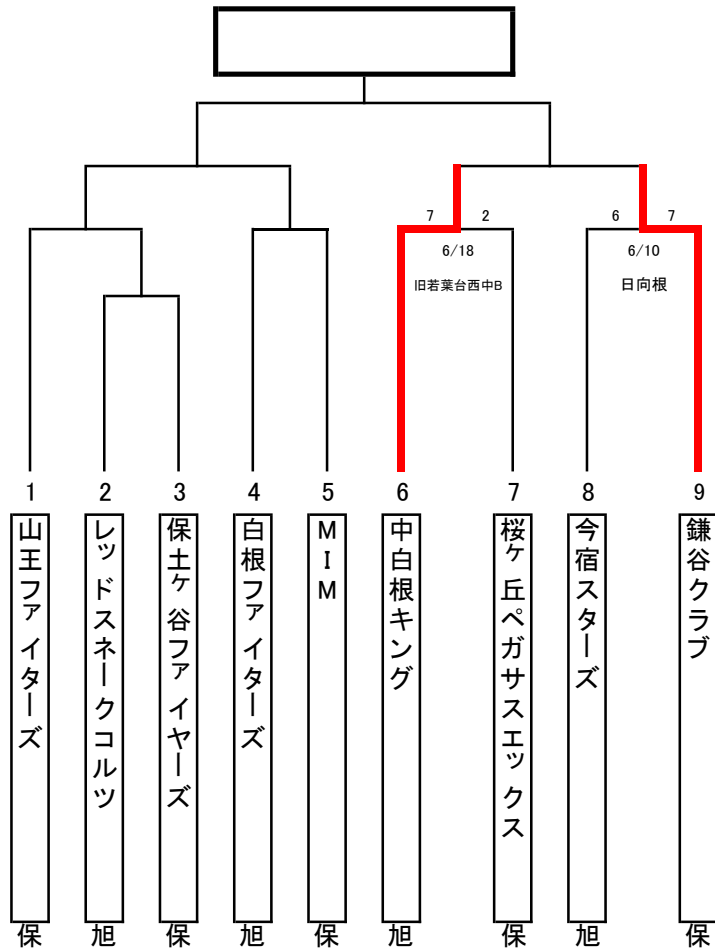 7
2
6
7
6/18
6/10
旧若葉台西中B
日向根
1
2
3
4
5
6
7
8
9
山王ファイターズ
レッドスネークコルツ
保土ヶ谷ファイヤーズ
白根ファイターズ
MIM
中白根キング
桜ヶ丘ペガサスエックス
今宿スターズ
鎌谷クラブ
保
旭
保
旭
保
旭
保
旭
保